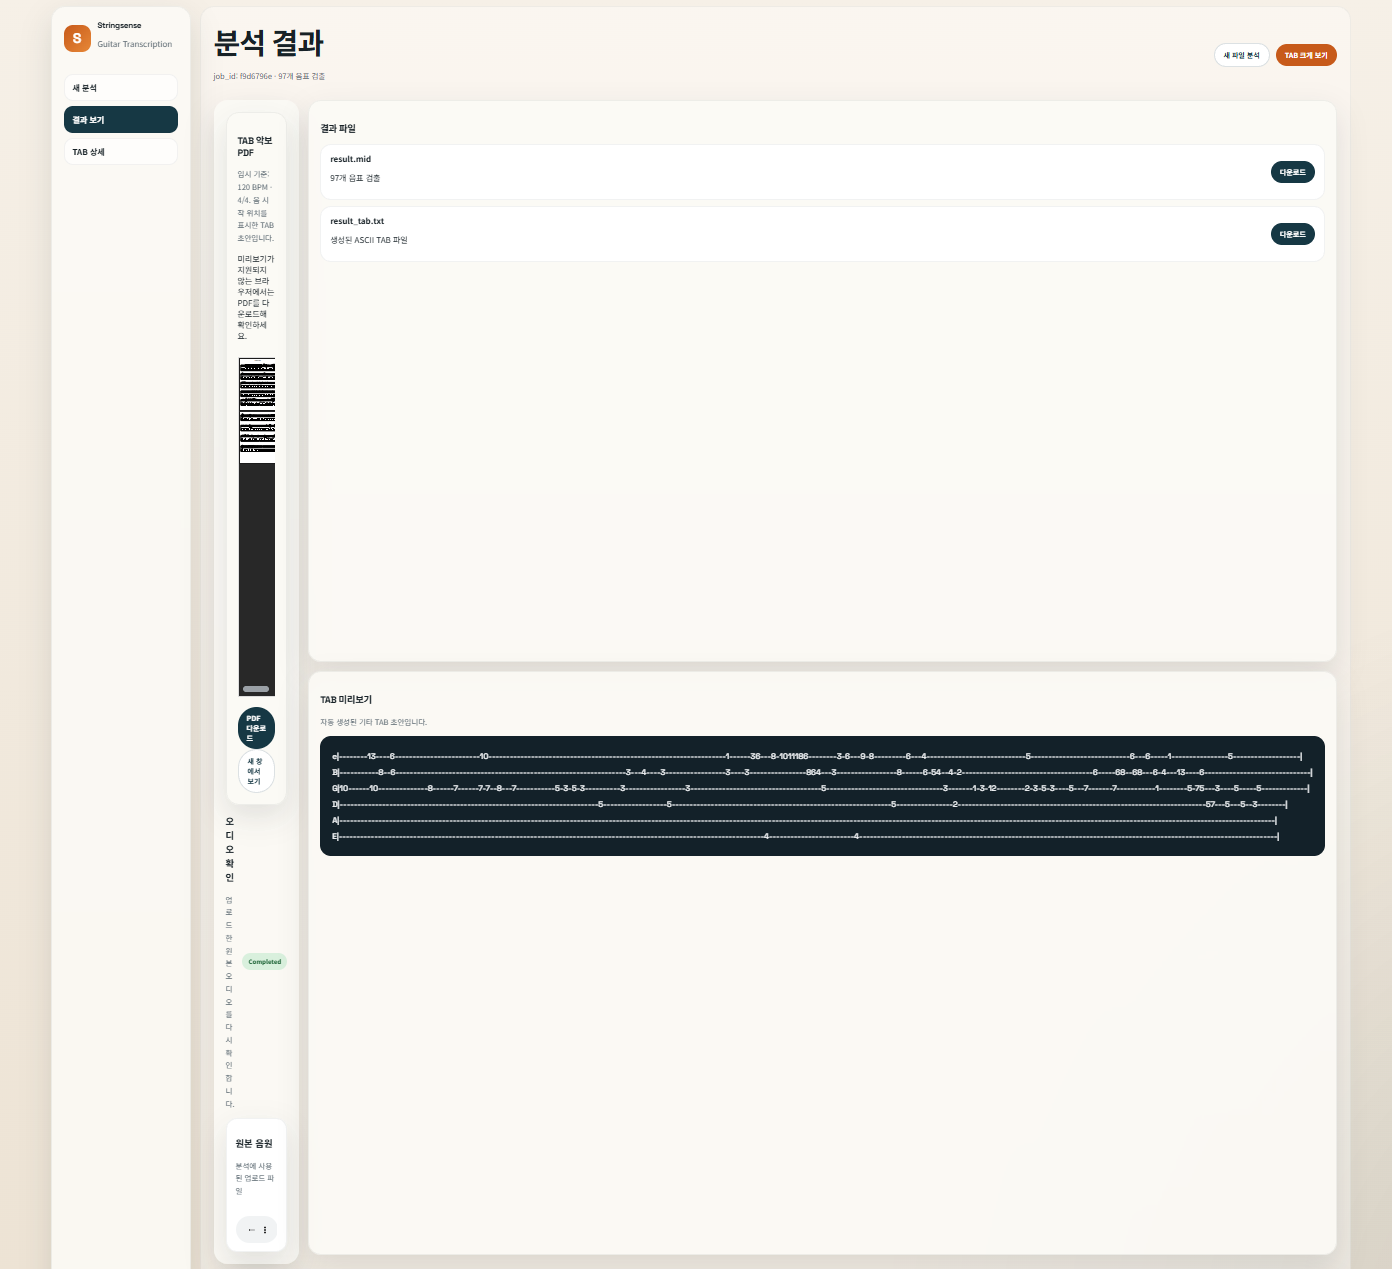 S
Stringsense
Guitar Transcription
새 분석
결과 보기
TAB 상세
분석 결과
job_id: f9d6796e · 97개 음표 검출
새 파일 분석
TAB 크게 보기
TAB 악보
PDF
임시 기준:
120 BPM ·
4/4. 음 시
작 위치를
표시한 TAB
초안입니다.
미리보기가
지원되지
않는 브라
우저에서는
PDF를 다
운로드해
확인하세
요.
PDF
다운로
드
새 창
에서
보기
오
디
오
확
인
업
로
드
한
원
본
오
디
오
를
다
시
확
인
합
니
다.
Completed
원본 음원
분석에 사용
된 업로드 파
일
결과 파일
result.mid
97개 음표 검출
다운로드
result_tab.txt
생성된 ASCII TAB 파일
다운로드
TAB 미리보기
자동 생성된 기타 TAB 초안입니다.